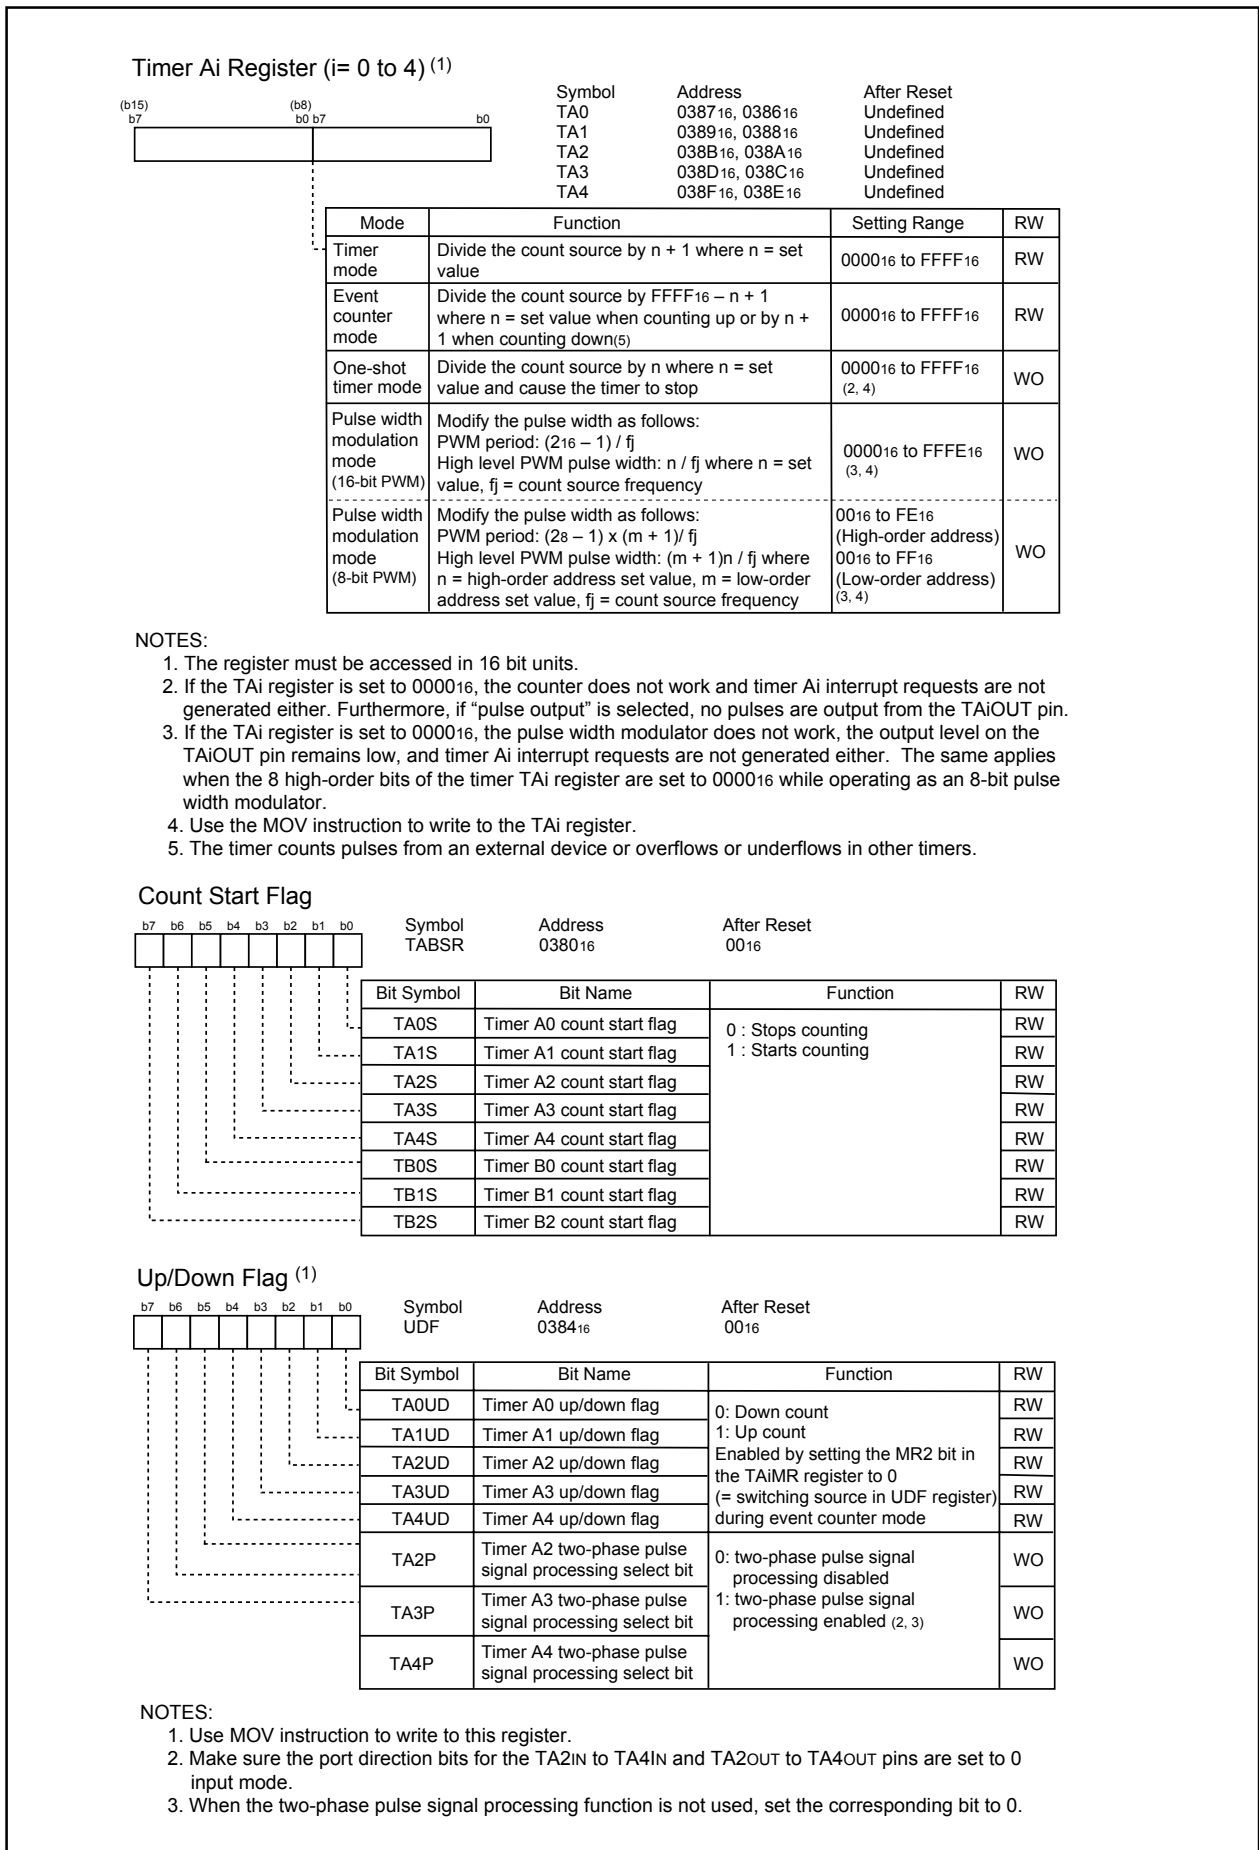 Timer Ai Register (i= 0 to 4) (1)
Symbol Address After Reset
TA0 038716, 038616 Undefined
TA1 038916, 038816 Undefined
TA2 038B16, 038A16 Undefined
TA3 038D16, 038C16 Undefined
TA4 038F16, 038E16 Undefined
(b15) (b8)
b7 b0 b7 b0
Mode Function Setting Range RW
Timer
mode
Divide the count source by n + 1 where n = set
value
000016 to FFFF16
RW
Event
counter
mode
Divide the count source by FFFF16 – n + 1
where n = set value when counting up or by n +
1 when counting down(5)
000016 to FFFF16
RW
One-shot
timer mode
Divide the count source by n where n = set
value and cause the timer to stop
000016 to FFFF16
(2, 4)
WO
Pulse width
modulation
mode
(16-bit PWM)
Modify the pulse width as follows:
PWM period: (216 – 1) / fj
High level PWM pulse width: n / fj where n = set
value, fj = count source frequency
000016 to FFFE16
(3, 4)
WO
Pulse width
modulation
mode
(8-bit PWM)
Modify the pulse width as follows:
PWM period: (28 – 1) x (m + 1)/ fj
High level PWM pulse width: (m + 1)n / fj where
n = high-order address set value, m = low-order
address set value, fj = count source frequency
0016 to FE16
(High-order address)
0016 to FF16
(Low-order address)
(3, 4)
WO
NOTES:
1. The register must be accessed in 16 bit units.
2. If the TAi register is set to 000016, the counter does not work and timer Ai interrupt requests are not
generated either. Furthermore, if “pulse output” is selected, no pulses are output from the TAiOUT pin.
3. If the TAi register is set to 000016, the pulse width modulator does not work, the output level on the
TAiOUT pin remains low, and timer Ai interrupt requests are not generated either. The same applies
when the 8 high-order bits of the timer TAi register are set to 000016 while operating as an 8-bit pulse
width modulator.
4. Use the MOV instruction to write to the TAi register.
5. The timer counts pulses from an external device or overflows or underflows in other timers.
Count Start Flag
b7 b6 b5 b4 b3 b2 b1 b0
Symbol Address After Reset
TABSR 038016 0016
Bit Symbol Bit Name Function RW
TA0S Timer A0 count start flag 0 : Stops counting RW
TA1S Timer A1 count start flag 1 : Starts counting RW
TA2S Timer A2 count start flag RW
TA3S Timer A3 count start flag RW
TA4S Timer A4 count start flag RW
TB0S Timer B0 count start flag RW
TB1S Timer B1 count start flag RW
TB2S Timer B2 count start flag RW
Up/Down Flag (1)
b7 b6 b5 b4 b3 b2 b1 b0
Symbol Address After Reset
UDF 038416 0016
Bit Symbol Bit Name Function RW
TA0UD Timer A0 up/down flag RW
TA1UD Timer A1 up/down flag RW
TA2UD Timer A2 up/down flag RW
TA3UD Timer A3 up/down flag RW
TA4UD Timer A4 up/down flag RW
0: Down count
1: Up count
Enabled by setting the MR2 bit in
the TAiMR register to 0
(= switching source in UDF register)
during event counter mode
TA2P
Timer A2 two-phase pulse
signal processing select bit
WO
TA3P
Timer A3 two-phase pulse
signal processing select bit
WO
TA4P
Timer A4 two-phase pulse
signal processing select bit
WO
0: two-phase pulse signal
processing disabled
1: two-phase pulse signal
processing enabled (2, 3)
NOTES:
1. Use MOV instruction to write to this register.
2. Make sure the port direction bits for the TA2IN to TA4IN and TA2OUT to TA4OUT pins are set to 0
input mode.
3. When the two-phase pulse signal processing function is not used, set the corresponding bit to 0.